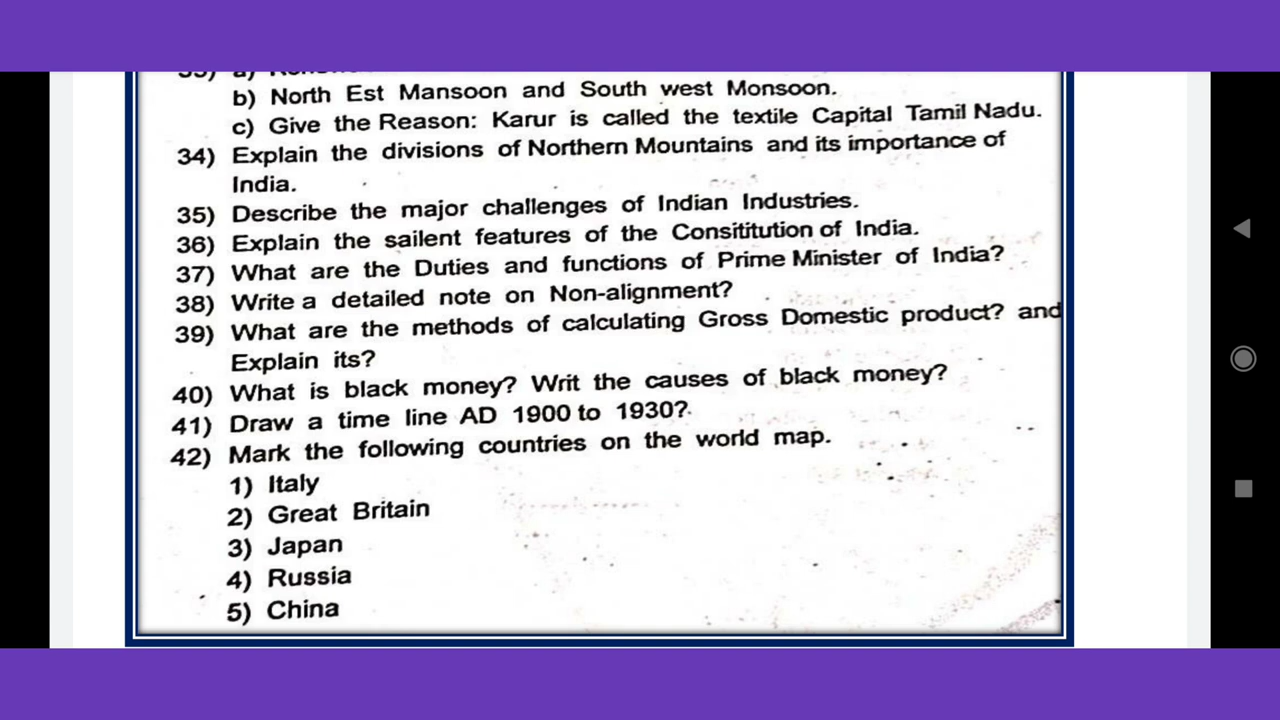 33) a)
b) North Est Mansoon and South west Monsoon.
c) Give the Reason: Karur is called the textile Capital Tamil Nadu.
34) Explain the divisions of Northern Mountains and its importance of
India.
35) Describe the major challenges of Indian Industries.
36) Explain the sailent features of the Consititution of India.
37) What are the Duties and functions of Prime Minister of India?
38) Write a detailed note on Non-alignment?
39) What are the methods of calculating Gross Domestic product? and
Explain its?
40) What is black money? Writ the causes of black money?
41) Draw a time line AD 1900 to 1930?
42) Mark the following countries on the world map.
1) Italy
2) Great Britain
3) Japan
4) Russia
5) China